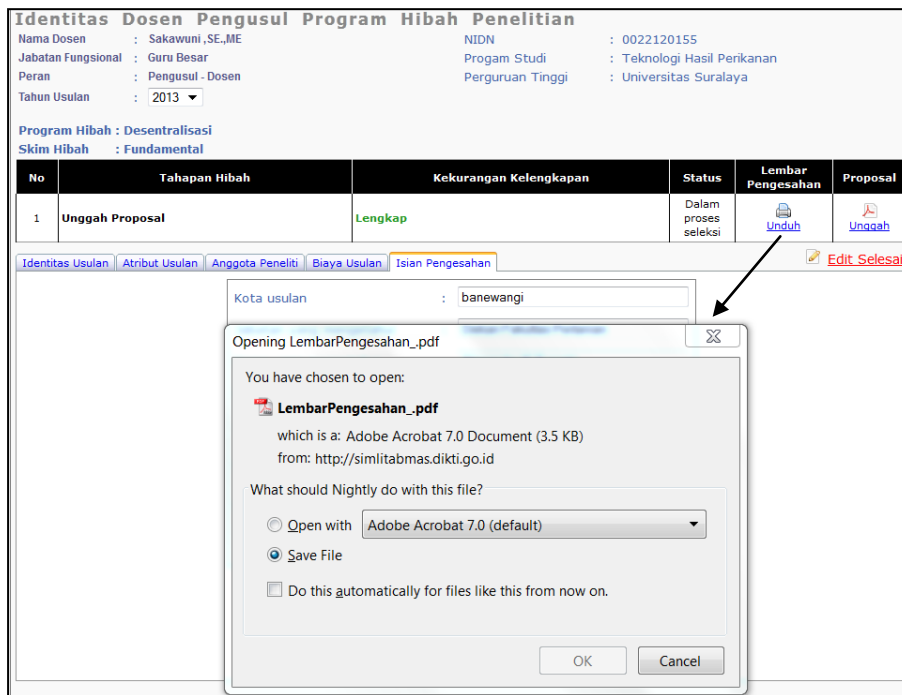 Identitas Dosen Pengusul Program Hibah Penelitian
Nama Dosen : Sakawuni ,SE.,ME NIDN : 0022120155
Jabatan Fungsional : Guru Besar Progam Studi : Teknologi Hasil Perikanan
Peran : Pengusul - Dosen Perguruan Tinggi : Universitas Suralaya
Tahun Usulan : 2013
Program Hibah : Desentralisasi
Skim Hibah : Fundamental
No Tahapan Hibah Kekurangan Kelengkapan Status Lembar Pengesahan Proposal
1 Unggah Proposal Lengkap Dalam proses seleksi Unduh Unggah
Identitas Usulan Atribut Usulan Anggota Peneliti Biaya Usulan Isian Pengesahan Edit Selesai
Kota usulan : banewangi
Opening LembarPengesahan_.pdf
You have chosen to open:
LembarPengesahan_.pdf
which is a: Adobe Acrobat 7.0 Document (3.5 KB)
from: http://simlitabmas.dikti.go.id
What should Nightly do with this file?
Open with Adobe Acrobat 7.0 (default)
Save File
Do this automatically for files like this from now on.
OK Cancel